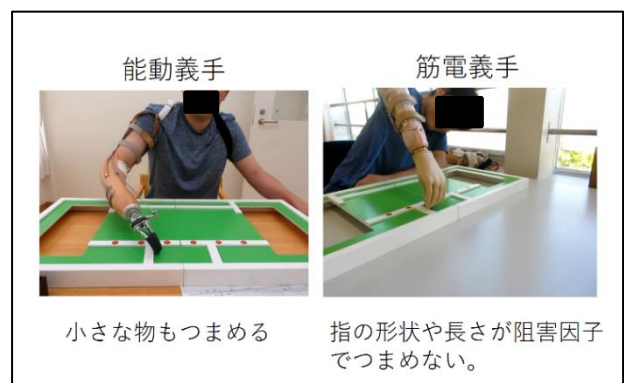 能動義手
筋電義手
小さな物もつまめる
指の形状や長さが阻害因子
でつまめない。